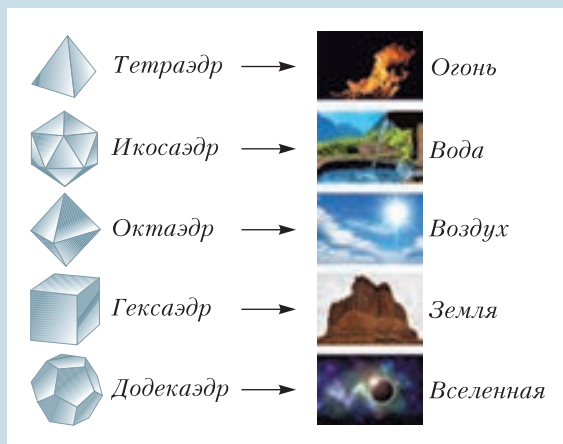 Тетраэдр Огонь
Икосаэдр Вода
Октаэдр Воздух
Гексаэдр Земля
Додекаэдр Вселенная